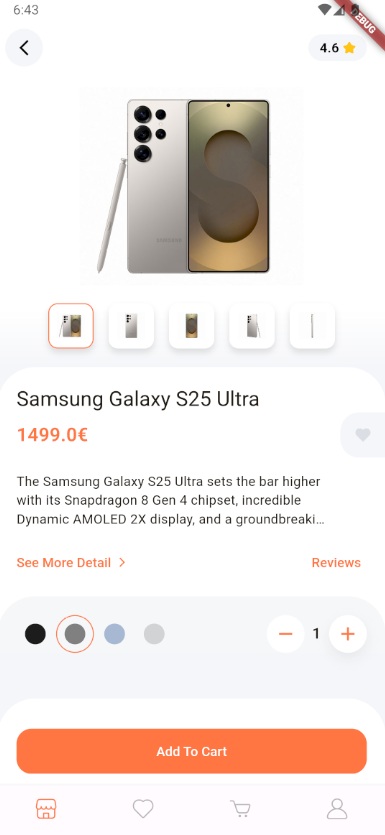 6:43
4.6
SAMSUNG
Samsung Galaxy S25 Ultra
1499.0€
The Samsung Galaxy S25 Ultra sets the bar higher
with its Snapdragon 8 Gen 4 chipset, incredible
Dynamic AMOLED 2X display, and a groundbreaki...
See More Detail
Reviews
1
Add To Cart